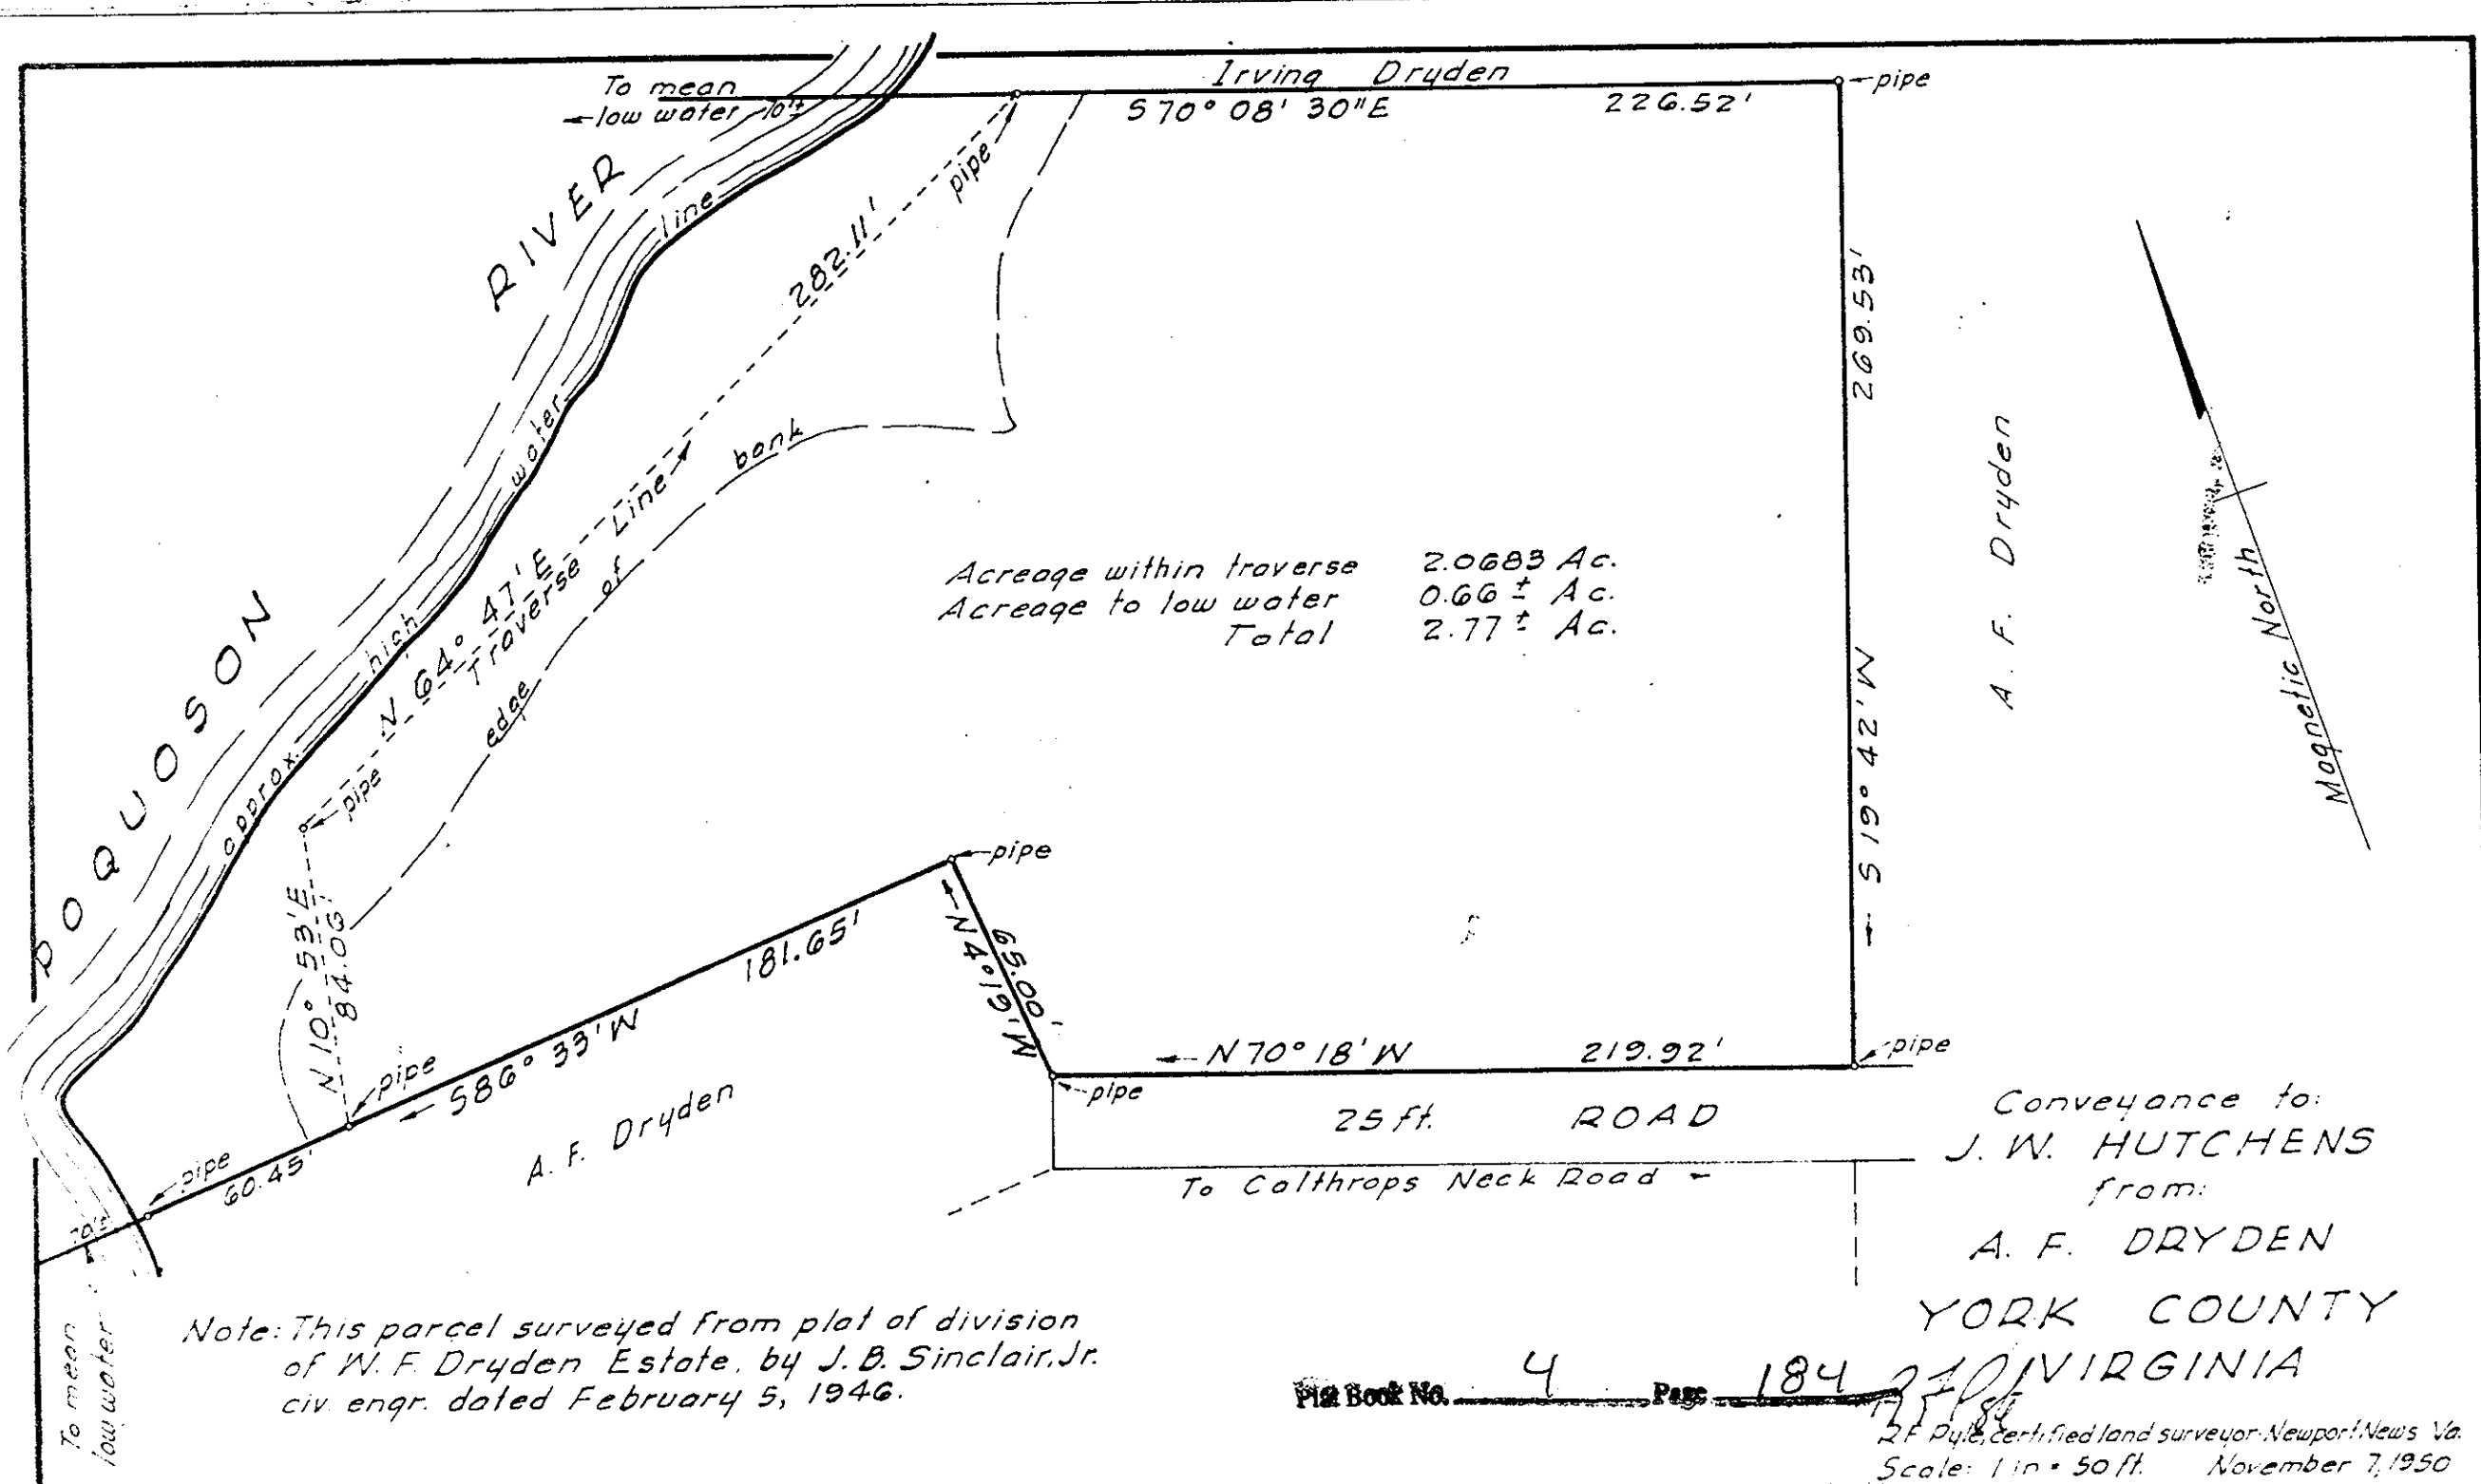 Irving Dryden
S 70° 08' 30" E 226.52'
pipe
To mean
low water 10'±
pipe
RIVER
POQUOSON
approx. high water line
282.11'
N 64° 47' E
Traverse Line
edge of bank
pipe
N 10° 53' E
84.06'
269.53'
S 19° 42' W
A. F. Dryden
Magnetic North
Acreage within traverse 2.0683 Ac.
Acreage to low water 0.66 ± Ac.
Total 2.77 ± Ac.
pipe
N 4° 19' W
65.00'
181.65'
S 86° 33' W
pipe
A. F. Dryden
pipe
60.45'
70'±
To mean
low water
N 70° 18' W 219.92'
pipe
pipe
25 ft. ROAD
To Calthrops Neck Road
Conveyance to:
J. W. HUTCHENS
from:
A. F. DRYDEN
YORK COUNTY
VIRGINIA
Note: This parcel surveyed from plat of division
of W. F. Dryden Estate, by J. B. Sinclair, Jr.
civ. engr. dated February 5, 1946.
Plat Book No. 4 Page 184
R F Pyle, certified land surveyor - Newport News Va.
Scale: 1 in = 50 ft. November 7, 1950